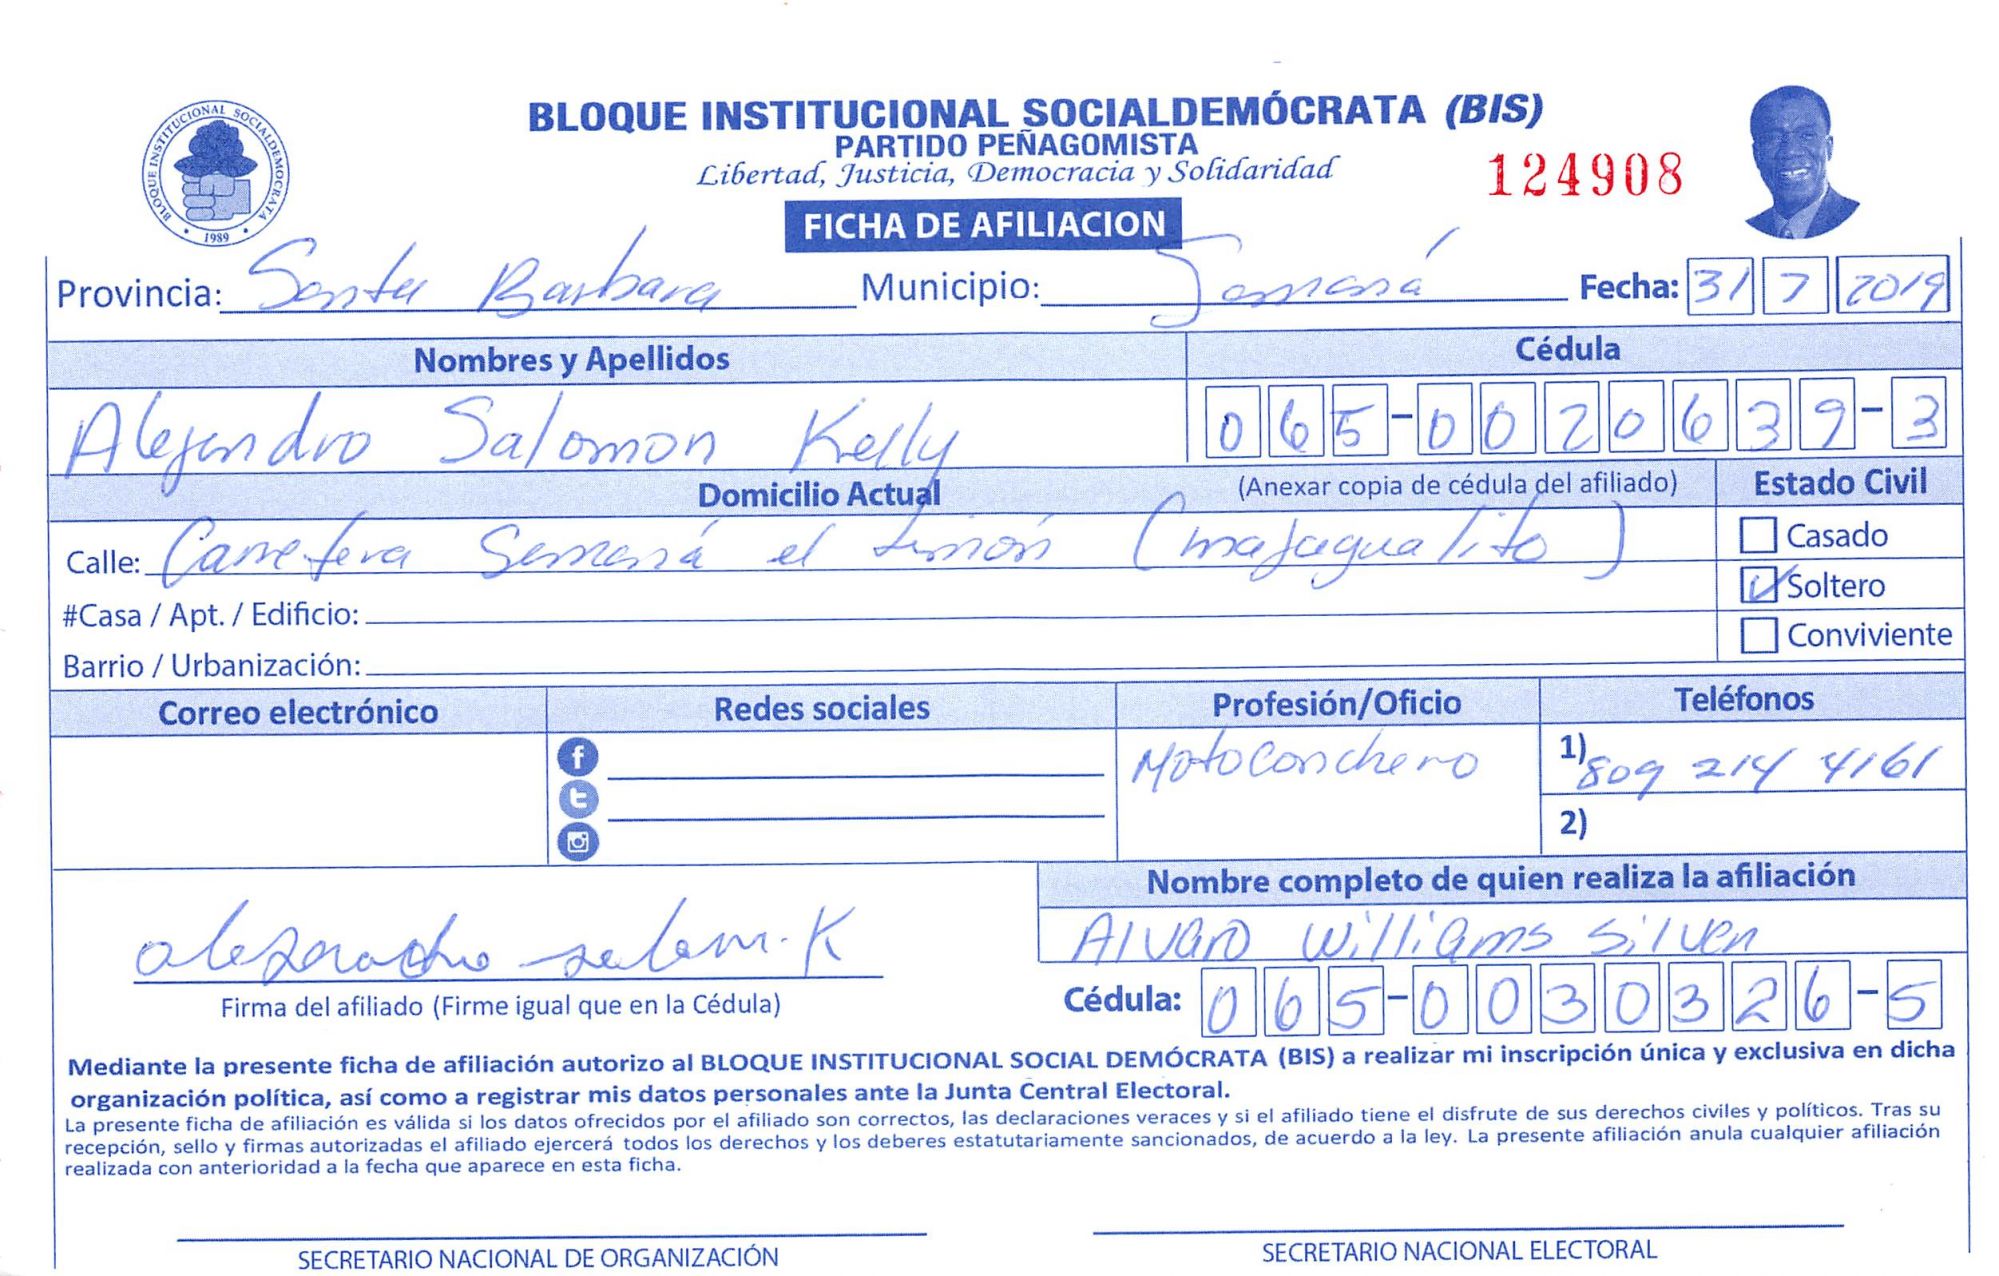 BLOQUE INSTITUCIONAL SOCIALDEMOCRATA
1989
BLOQUE INSTITUCIONAL SOCIALDEMÓCRATA (BIS)
PARTIDO PEÑAGOMISTA
Libertad, Justicia, Democracia y Solidaridad
124908
FICHA DE AFILIACION
Provincia: Santa Barbara Municipio: Samaná Fecha: 31 7 2019
Nombres y Apellidos Cédula
Alejandro Salomon Kelly 065-0020639-3
Domicilio Actual (Anexar copia de cédula del afiliado) Estado Civil
Calle: Carretera Samaná el Limón (majagualito) Casado
#Casa / Apt. / Edificio: Soltero
Barrio / Urbanización: Conviviente
Correo electrónico Redes sociales Profesión/Oficio Teléfonos
Motoconchero 1) 809 214 4161
2)
Nombre completo de quien realiza la afiliación
Alvaro Williams Silven
Firma del afiliado (Firme igual que en la Cédula) Cédula: 065-0030326-5
Mediante la presente ficha de afiliación autorizo al BLOQUE INSTITUCIONAL SOCIAL DEMÓCRATA (BIS) a realizar mi inscripción única y exclusiva en dicha
organización política, así como a registrar mis datos personales ante la Junta Central Electoral.
La presente ficha de afiliación es válida si los datos ofrecidos por el afiliado son correctos, las declaraciones veraces y si el afiliado tiene el disfrute de sus derechos civiles y políticos. Tras su
recepción, sello y firmas autorizadas el afiliado ejercerá todos los derechos y los deberes estatutariamente sancionados, de acuerdo a la ley. La presente afiliación anula cualquier afiliación
realizada con anterioridad a la fecha que aparece en esta ficha.
SECRETARIO NACIONAL DE ORGANIZACIÓN SECRETARIO NACIONAL ELECTORAL